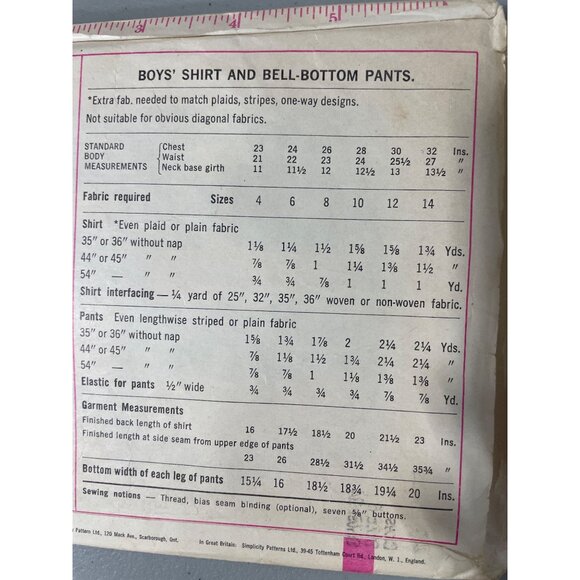 3 4 5
BOYS' SHIRT AND BELL-BOTTOM PANTS.
*Extra fab. needed to match plaids, stripes, one-way designs.
Not suitable for obvious diagonal fabrics.
STANDARD BODY MEASUREMENTS
Chest 23 24 26 28 30 32 Ins.
Waist 21 22 23 24 25½ 27 "
Neck base girth 11 11½ 12 12½ 13 13½ "
Fabric required Sizes 4 6 8 10 12 14
Shirt *Even plaid or plain fabric
35" or 36" without nap 1⅛ 1¼ 1½ 1⅝ 1⅝ 1¾ Yds.
44" or 45" " " ⅞ ⅞ 1 1¼ 1⅜ 1½ "
54" — " " ¾ ¾ ⅞ 1 1 1 Yd.
Shirt interfacing — ¼ yard of 25", 32", 35", 36" woven or non-woven fabric.
Pants Even lengthwise striped or plain fabric
35" or 36" without nap 1⅝ 1¾ 1⅞ 2 2¼ 2¼ Yds.
44" or 45" " " ⅞ 1⅛ 1½ 1¾ 2¼ 2¼ "
54" — " " ⅞ ⅞ 1 1⅛ 1⅜ 1⅜ "
Elastic for pants ½" wide ¾ ¾ ¾ ¾ ⅞ ⅞ Yd.
Garment Measurements
Finished back length of shirt 16 17½ 18½ 20 21½ 23 Ins.
Finished length at side seam from upper edge of pants
23 26 28½ 31½ 34½ 35¾ "
Bottom width of each leg of pants 15¼ 16 18½ 18¾ 19¼ 20 Ins.
Sewing notions — Thread, bias seam binding (optional), seven ⅝" buttons.
Pattern Ltd., 120 Mack Ave., Scarborough, Ont. In Great Britain: Simplicity Patterns Ltd., 39-45 Tottenham Court Rd., London, W. 1., England.